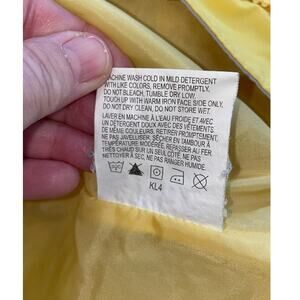 MACHINE WASH COLD IN MILD DETERGENT
WITH LIKE COLORS, REMOVE PROMPTLY.
DO NOT BLEACH, TUMBLE DRY LOW.
TOUCH UP WITH WARM IRON FACE SIDE ONLY,
DO NOT DRY CLEAN, DO NOT STORE WET.
LAVER EN MACHINE À L'EAU FROIDE ET AVEC
UN DÉTERGENT DOUX AVEC DES VÊTEMENTS
DE MÊME COULEUR, RETIRER PROMPTEMENT,
NE PAS JAVELLISER, SÉCHER EN TAMBOUR À
TEMPÉRATURE MODÉRÉE, REPASSER AU FER
TRÈS CHAUD SUR UN SEUL CÔTÉ, NE PAS
NETTOYER À SEC, NE PAS RANGER HUMIDE.
KL4